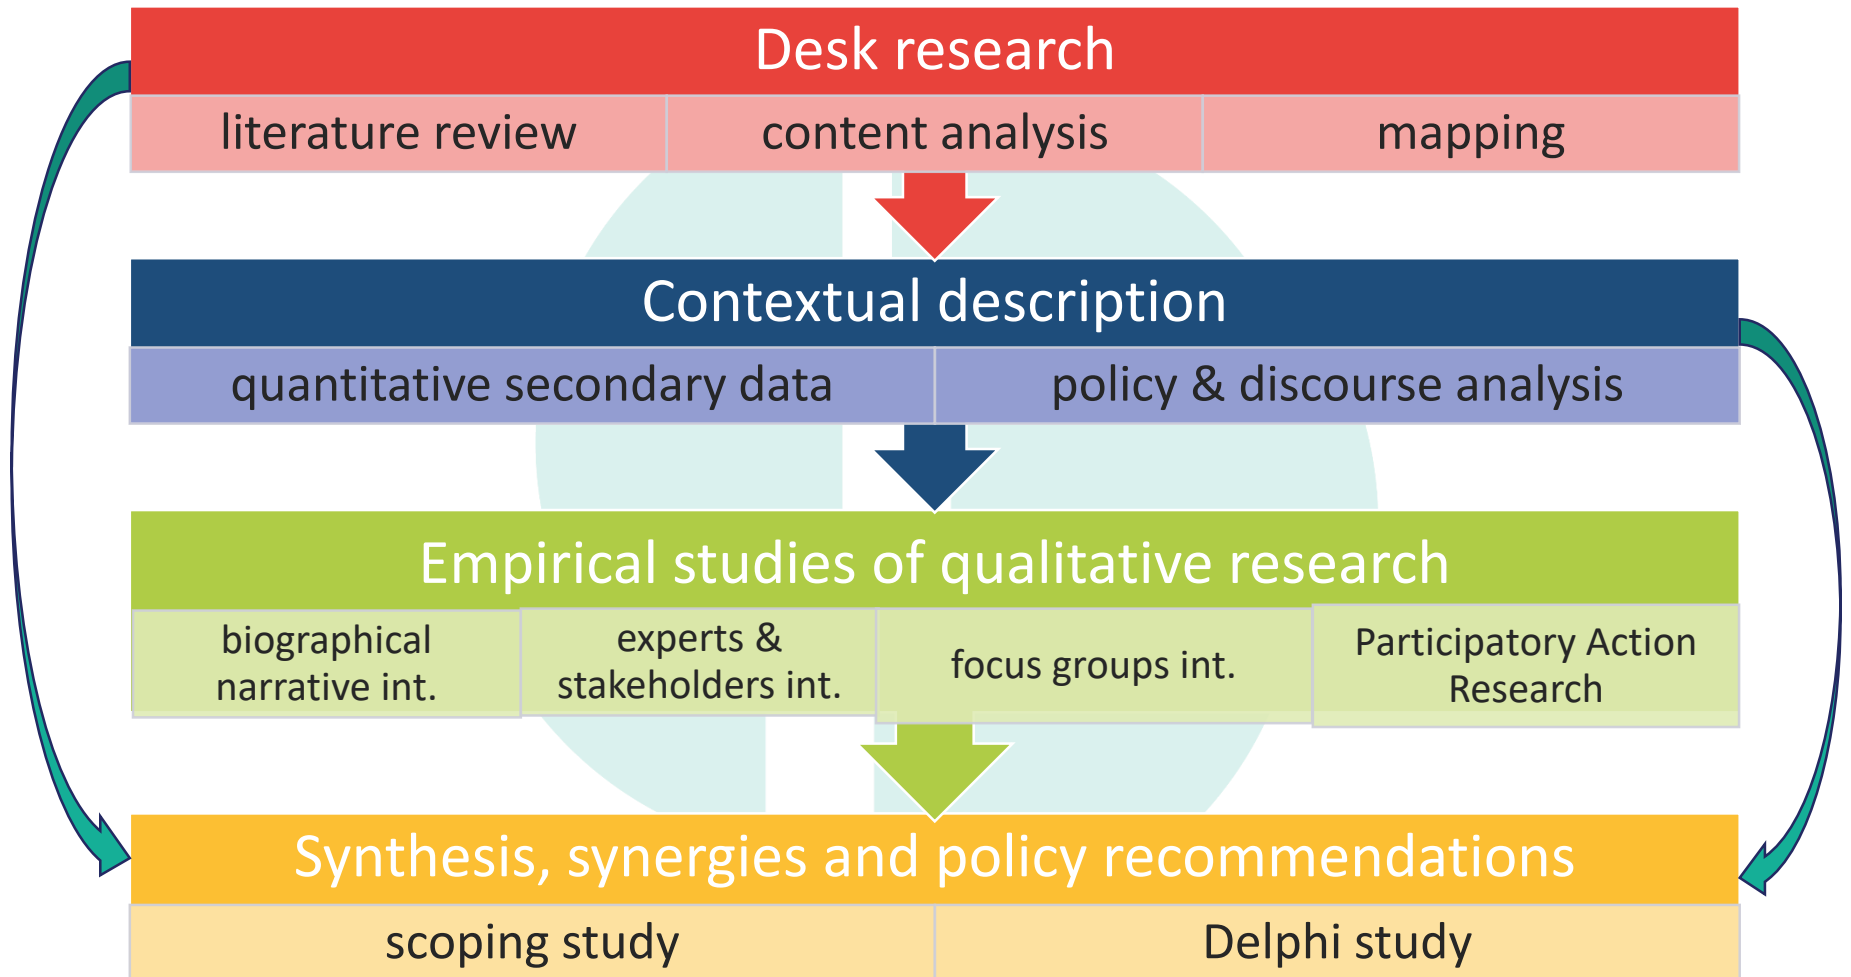 Desk research
literature review
content analysis
mapping
Contextual description
quantitative secondary data
policy & discourse analysis
Empirical studies of qualitative research
biographical
narrative int.
experts &
stakeholders int.
focus groups int.
Participatory Action
Research
Synthesis, synergies and policy recommendations
scoping study
Delphi study